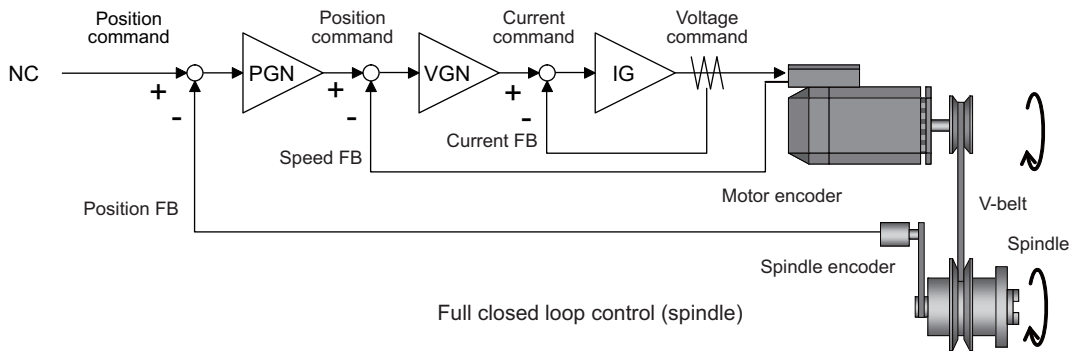 Position
command
Position
command
Current
command
Voltage
command
NC
PGN
VGN
IG
+
-
+
-
+
-
Current FB
Speed FB
Motor encoder
Position FB
V-belt
Spindle encoder
Spindle
Full closed loop control (spindle)